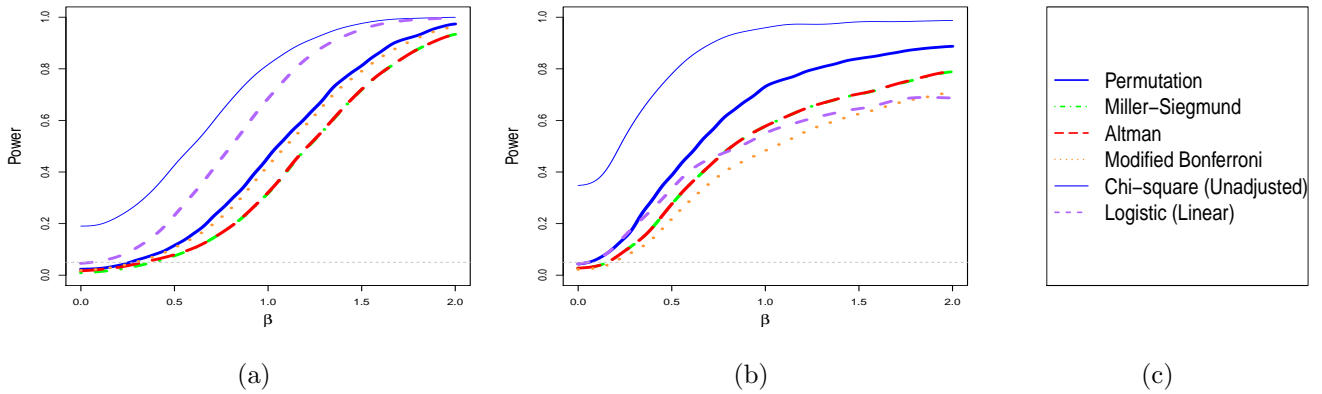 1.0
0.8
0.6
0.4
0.2
0.0
Power
0.0 0.5 1.0 1.5 2.0
β
(a)
1.0
0.8
0.6
0.4
0.2
0.0
Power
0.0 0.5 1.0 1.5 2.0
β
(b)
Permutation
Miller−Siegmund
Altman
Modified Bonferroni
Chi−square (Unadjusted)
Logistic (Linear)
(c)